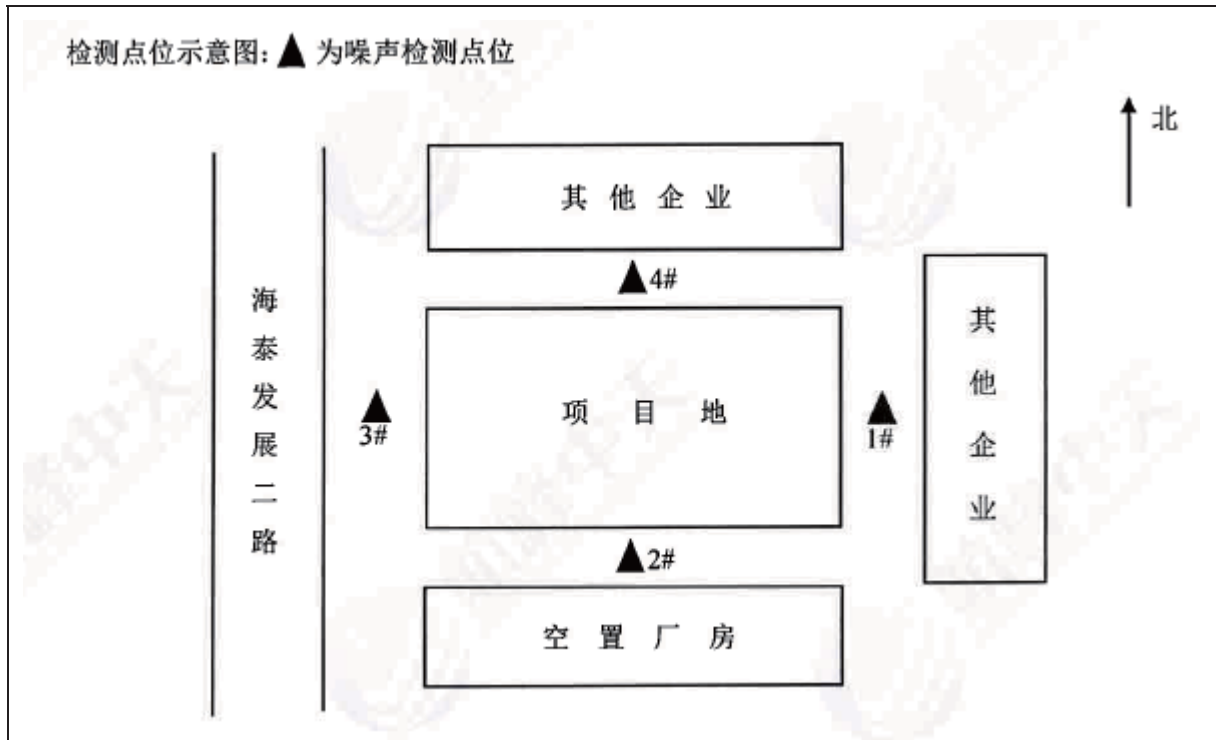 检测点位示意图: ▲ 为噪声检测点位
北
其他企业
▲4#
海泰发展二路
其他企业
项目地
▲
3#
▲
1#
▲2#
空置厂房